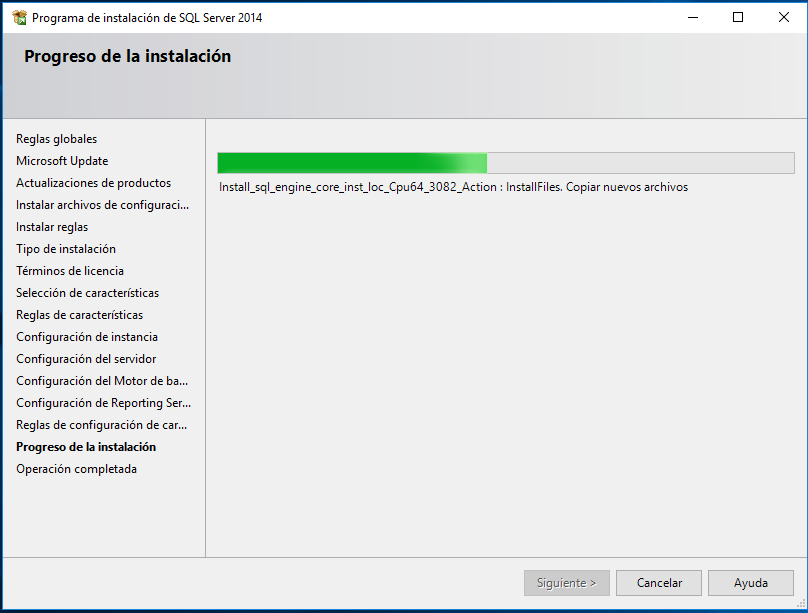 Programa de instalación de SQL Server 2014
Progreso de la instalación
Reglas globales
Microsoft Update
Actualizaciones de productos
Instalar archivos de configuraci...
Instalar reglas
Tipo de instalación
Términos de licencia
Selección de características
Reglas de características
Configuración de instancia
Configuración del servidor
Configuración del Motor de ba...
Configuración de Reporting Ser...
Reglas de configuración de car...
Progreso de la instalación
Operación completada
Install_sql_engine_core_inst_loc_Cpu64_3082_Action : InstallFiles. Copiar nuevos archivos
Siguiente >
Cancelar
Ayuda